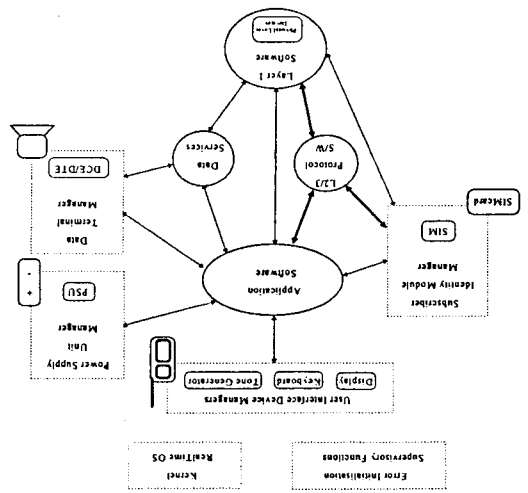 Error Initialisation
Supervisory Functions
Kernel
RealTime OS
User Interface Device Managers
Display
Keyboard
Tone Generator
Subscriber
Identity Module
Manager
SIM
SIMcard
Application
Software
Power Supply
Unit
Manager
PSU
+ -
Data
Terminal
Manager
DCE/DTE
L2/3
Protocol
S/W
Data
Services
Layer 1
Software
Physical Layer